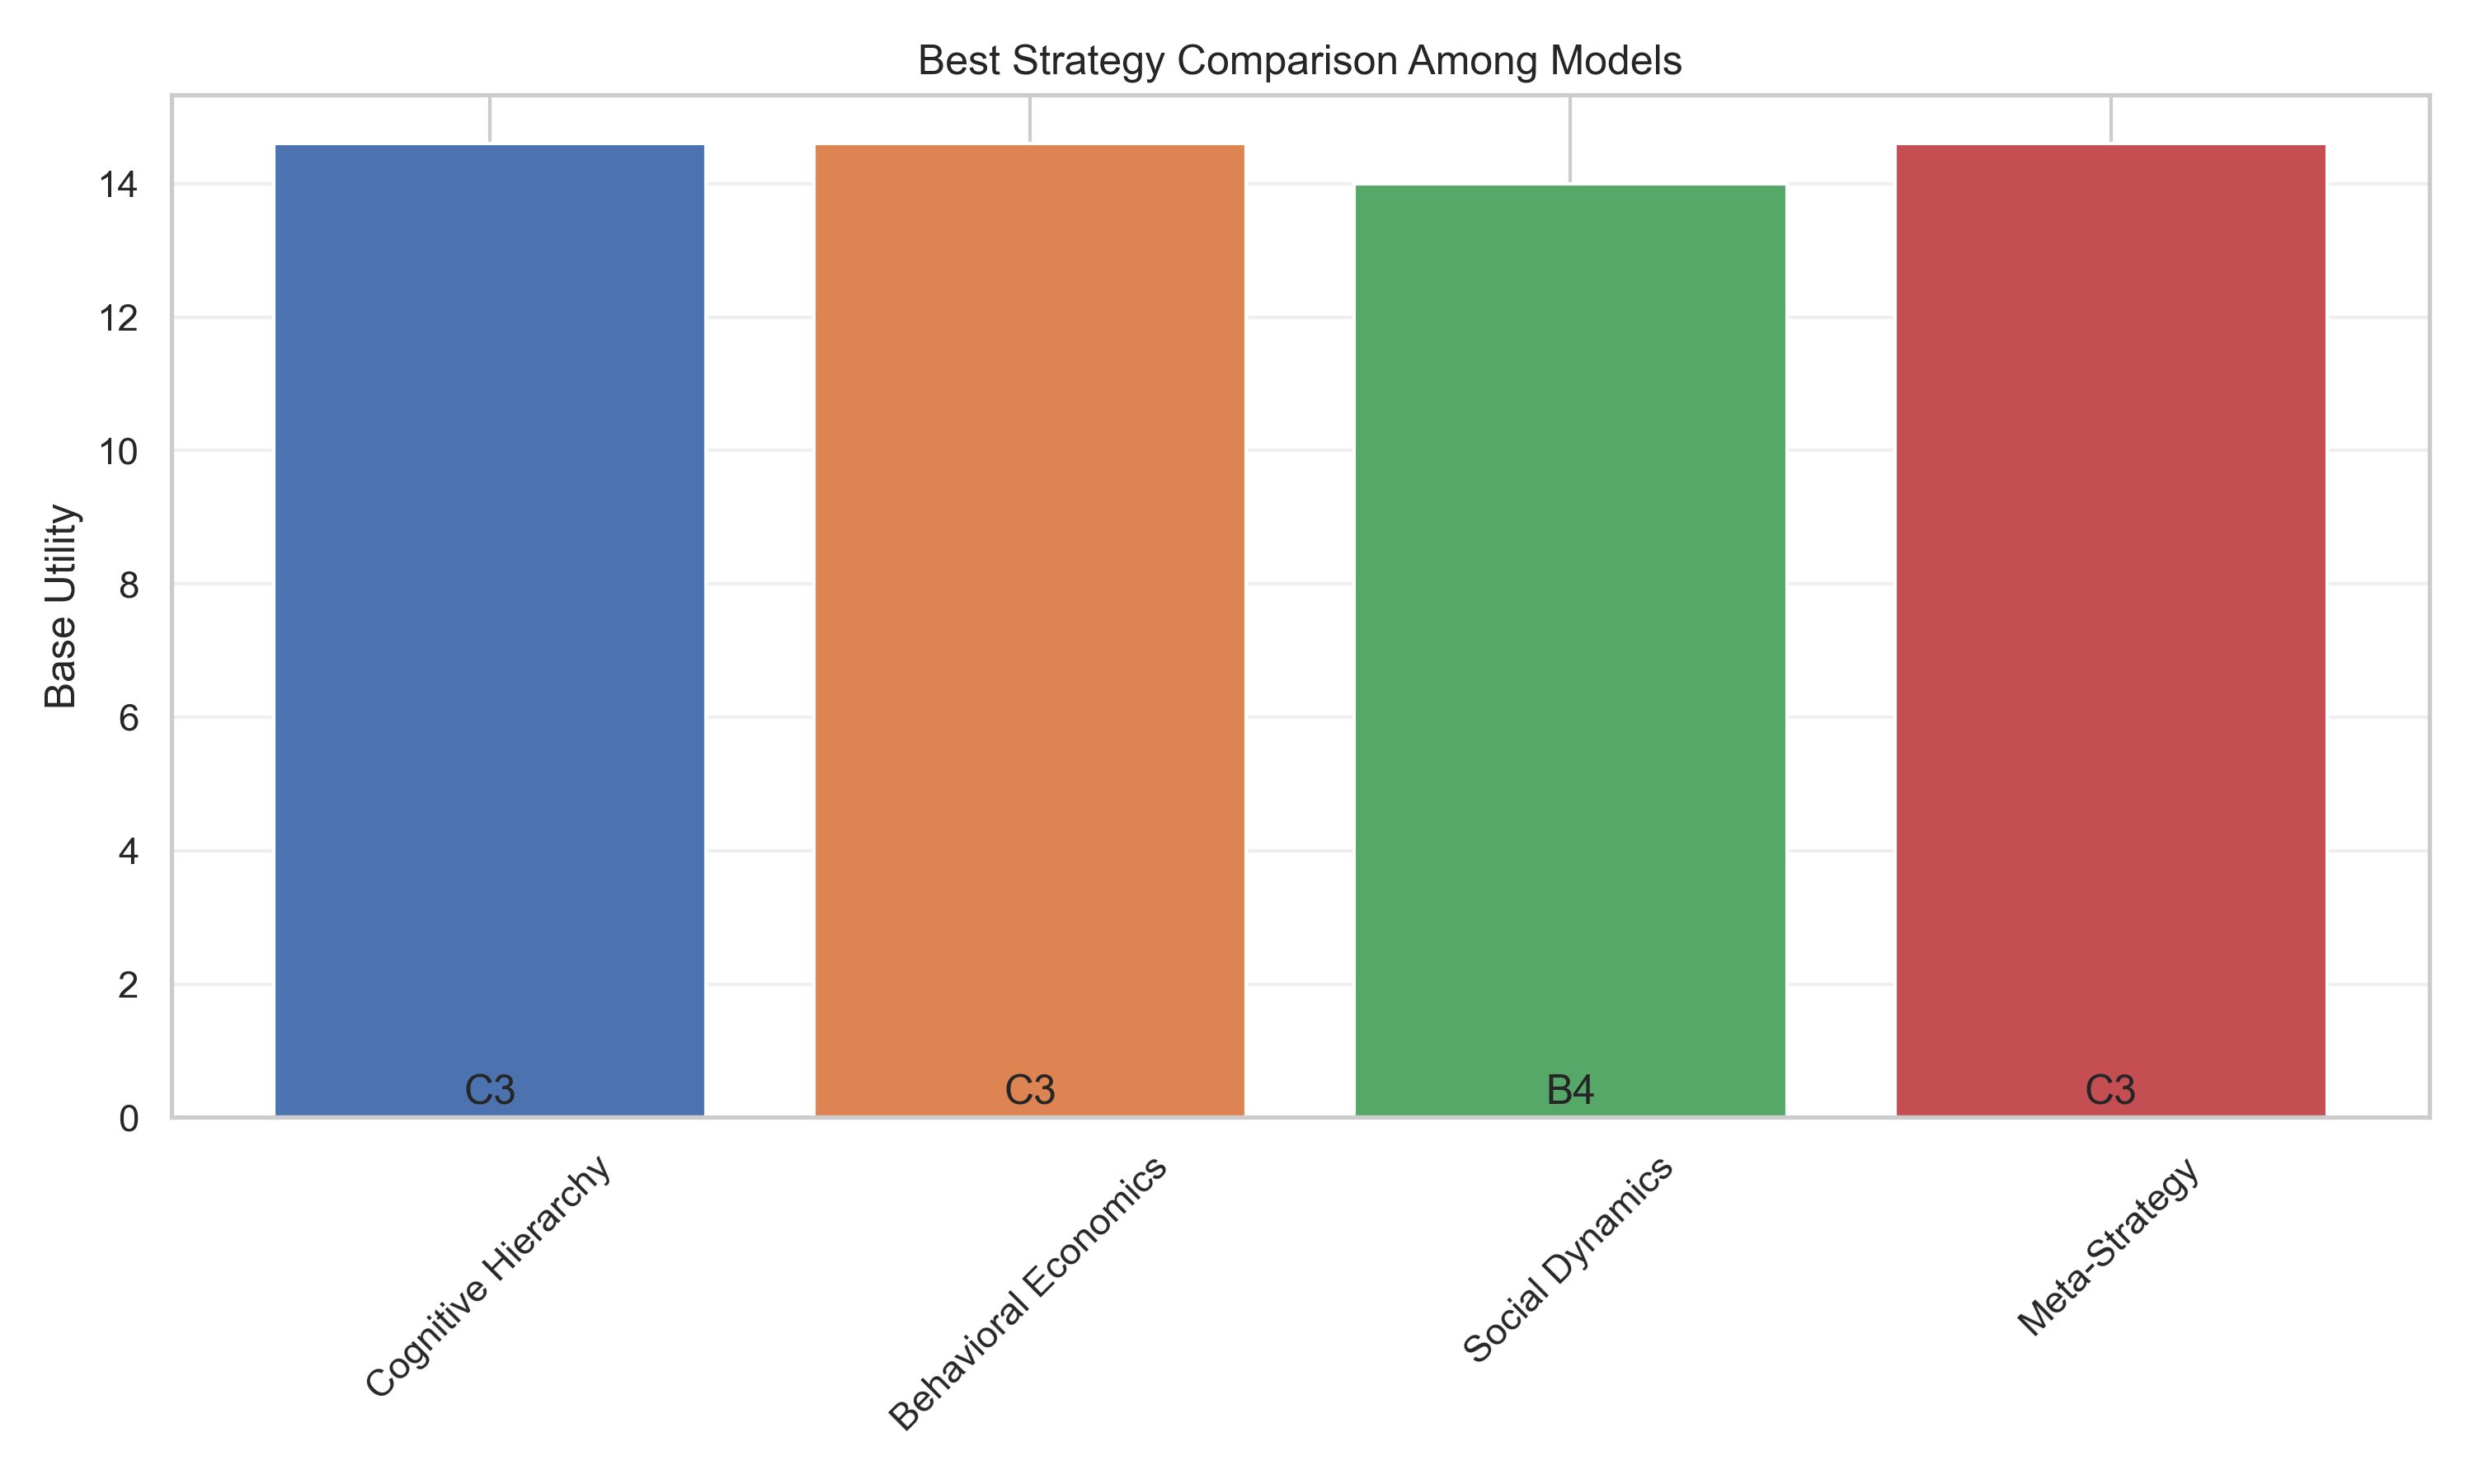 Best Strategy Comparison Among Models
Base Utility
14
12
10
8
6
4
2
0
C3
C3
B4
C3
Cognitive Hierarchy
Behavioral Economics
Social Dynamics
Meta-Strategy